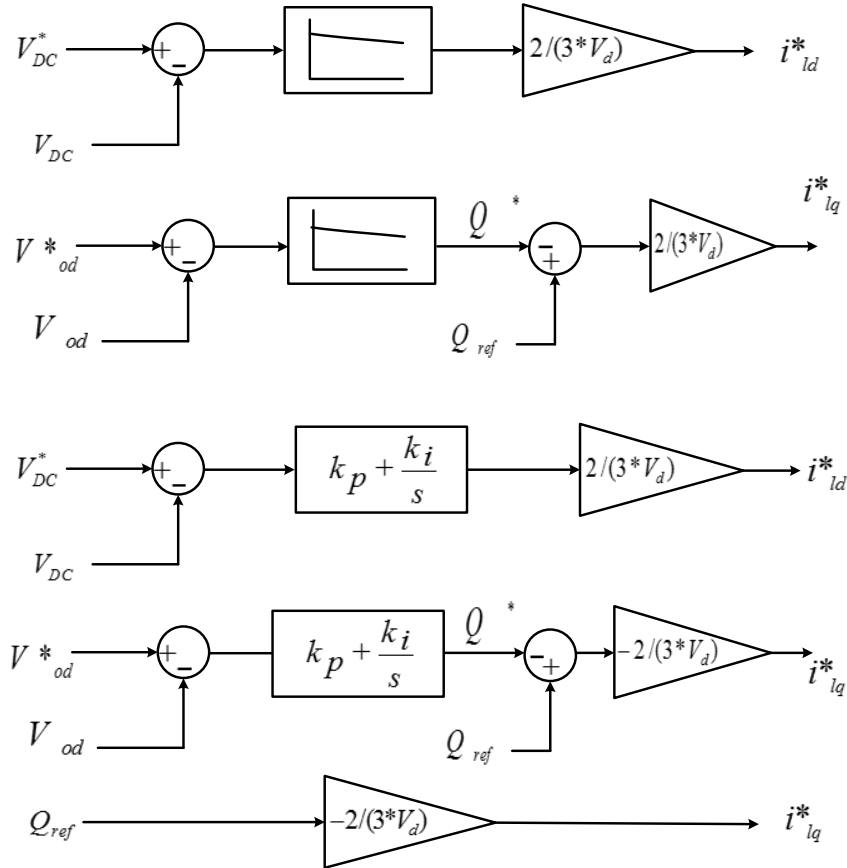 V*DC + − 2/(3*Vd) i*ld
VDC
V*od + − Q * − + 2/(3*Vd) i*lq
Vod Qref
V*DC + − kp + ki/s 2/(3*Vd) i*ld
VDC
V*od + − kp + ki/s Q * − + −2/(3*Vd) i*lq
Vod Qref
Qref −2/(3*Vd) i*lq